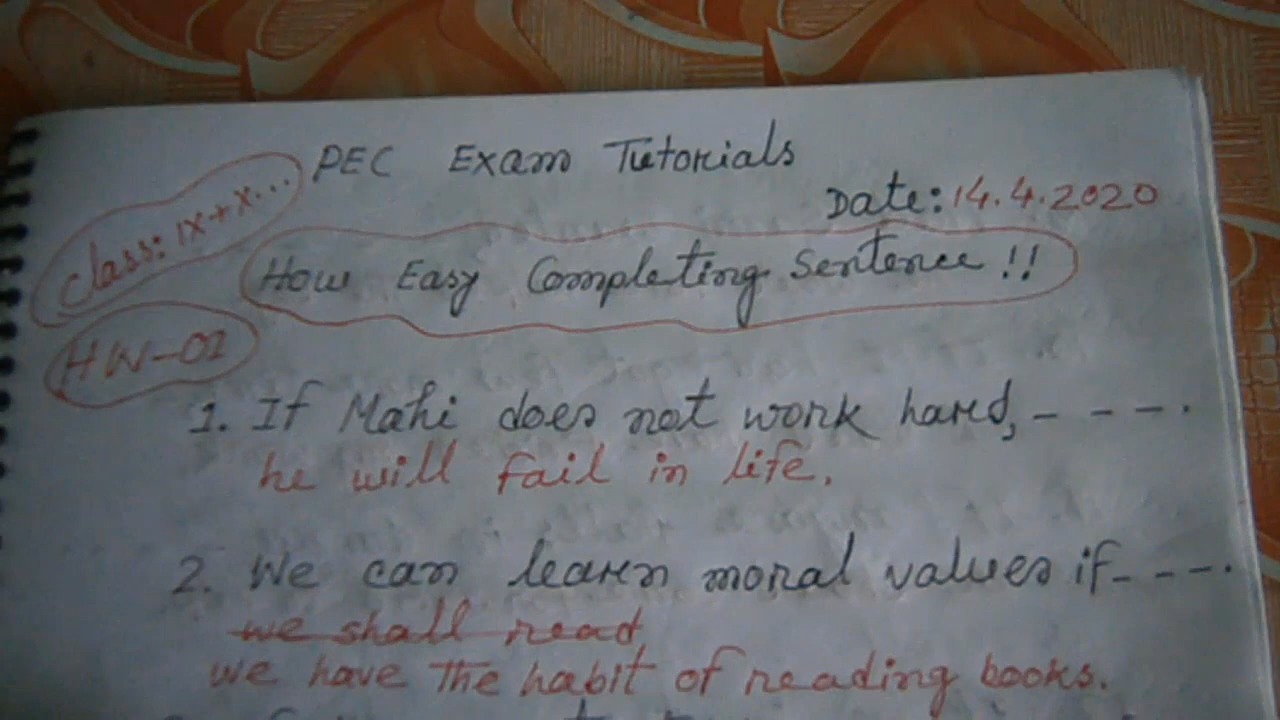 PEC Exam Tutorials
Class: IX + X...
Date: 14.4.2020
How Easy Completing Sentence !!
HW-01
1. If Mahi does not work hard, - - - - .
he will fail in life.
2. We can learn moral values if - - - - .
we shall read
we have the habit of reading books.